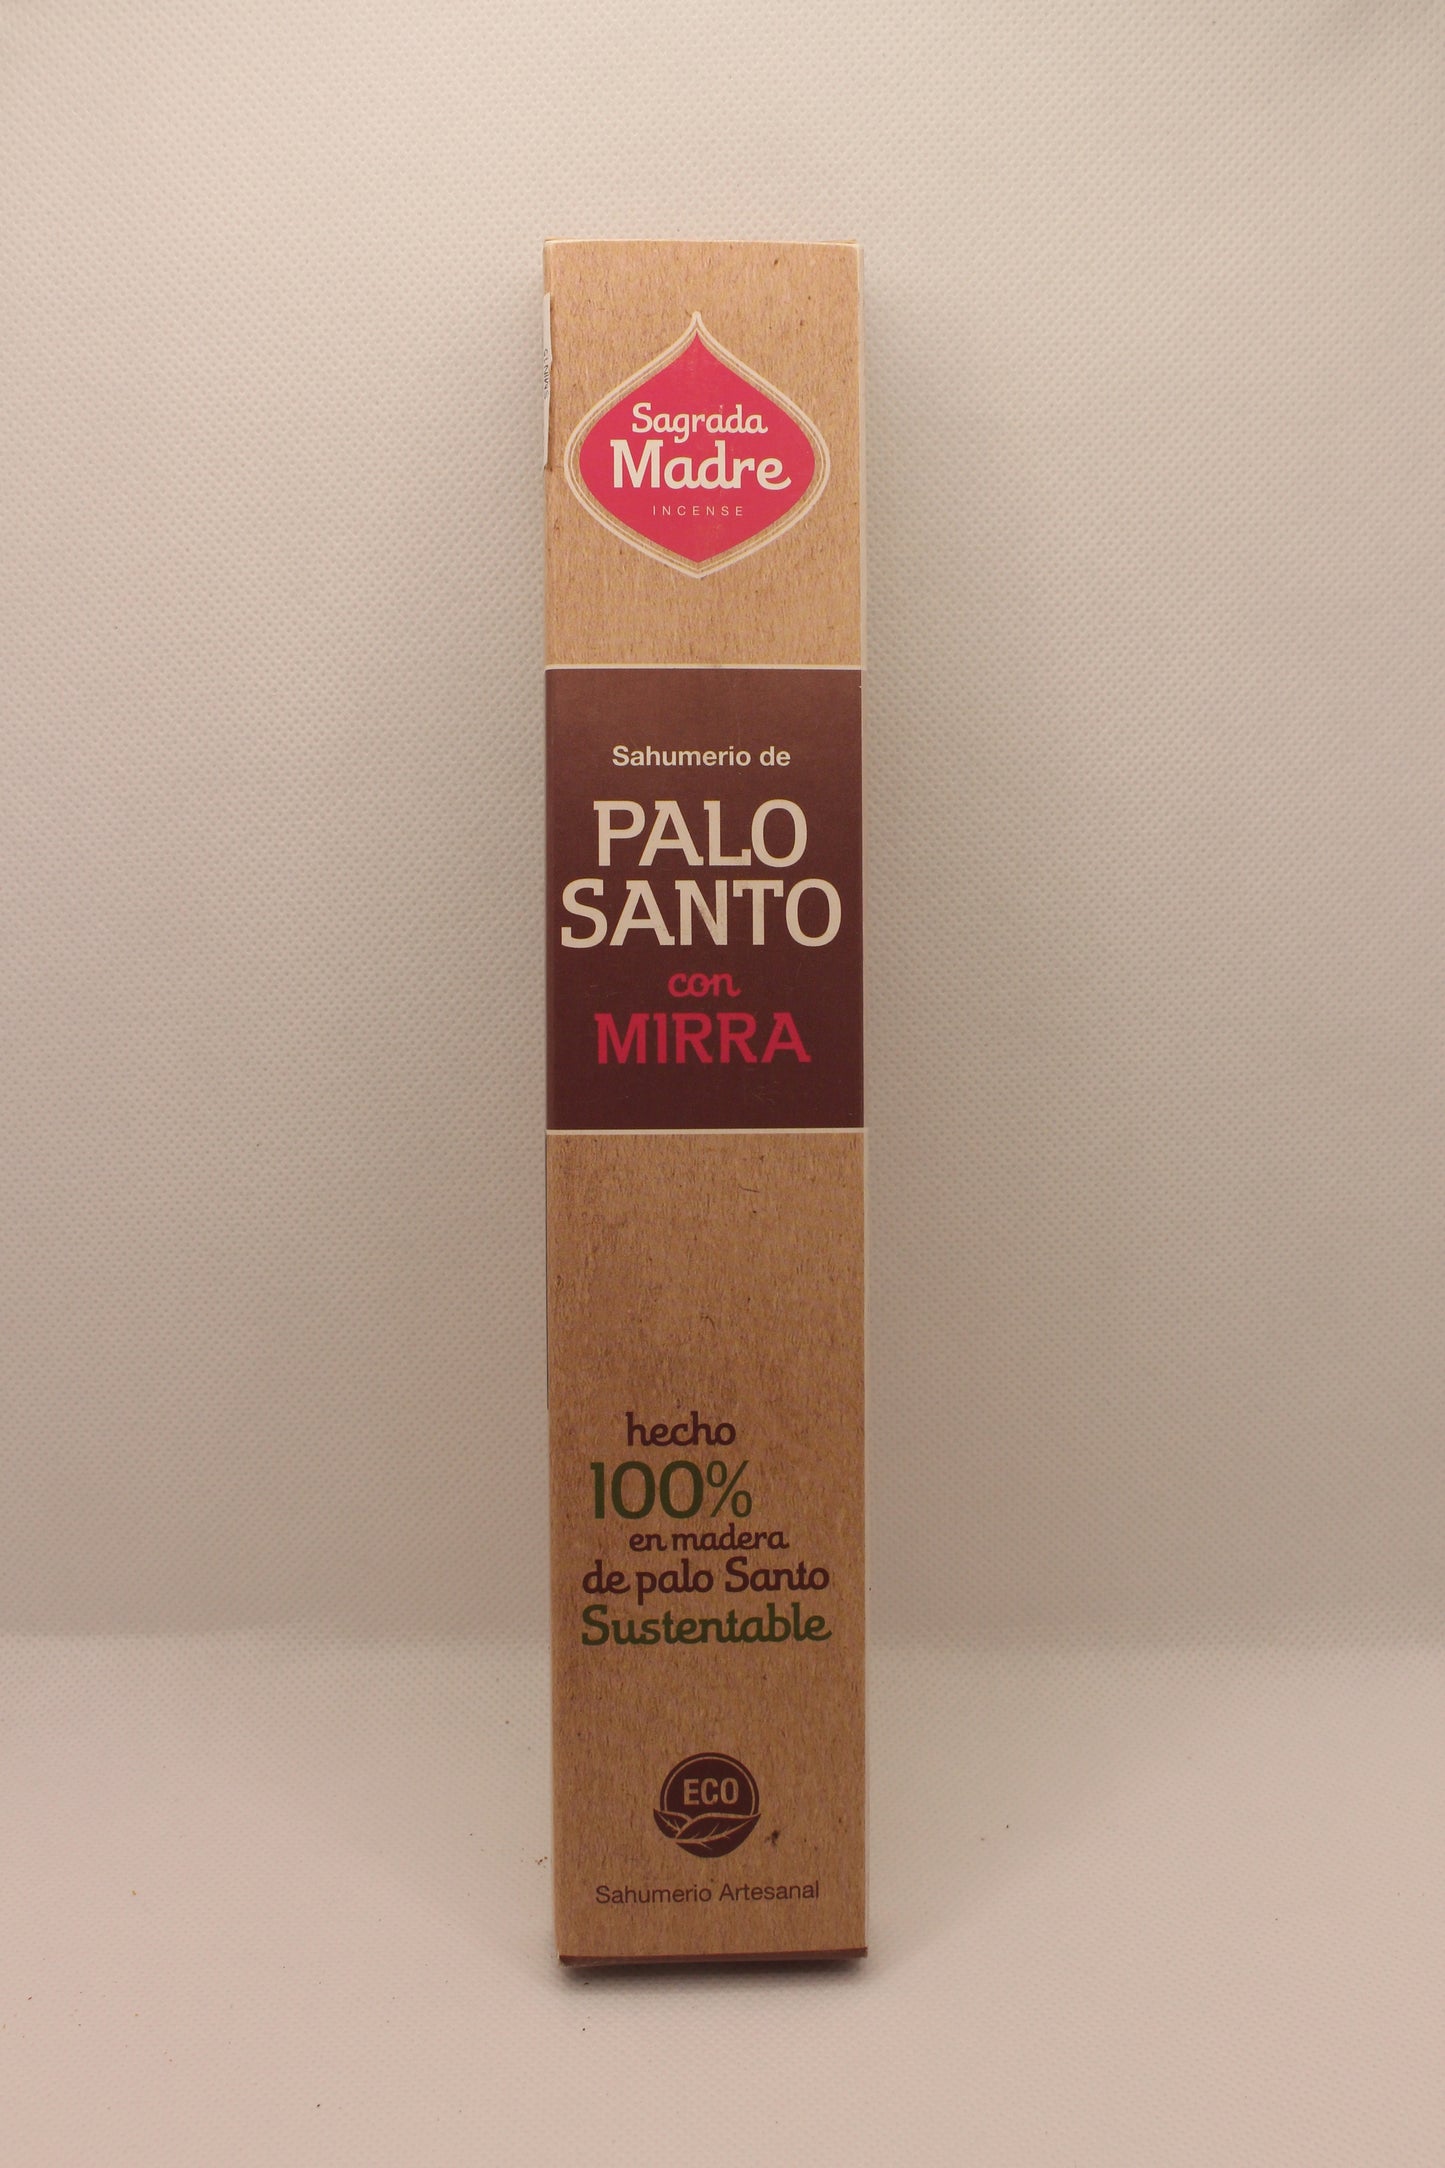 Sagrada
Madre
INCENSE
Sahumerio de
PALO
SANTO
con
MIRRA
hecho
100%
en madera
de palo Santo
Sustentable
ECO
Sahumerio Artesanal